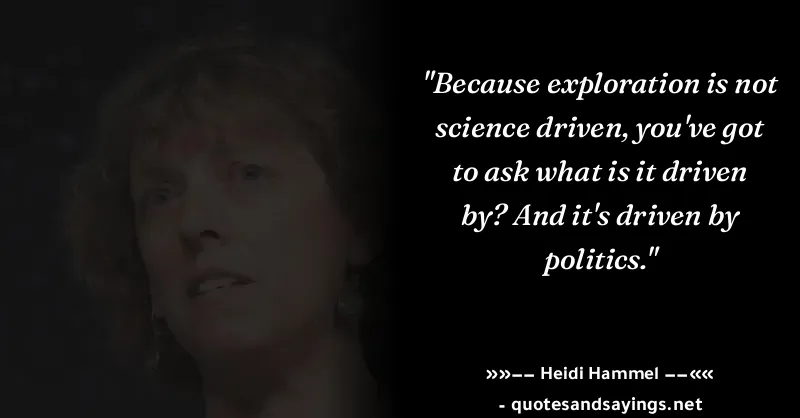 "Because exploration is not
science driven, you've got
to ask what is it driven
by? And it's driven by
politics."
»»−− Heidi Hammel −−««
- quotesandsayings.net